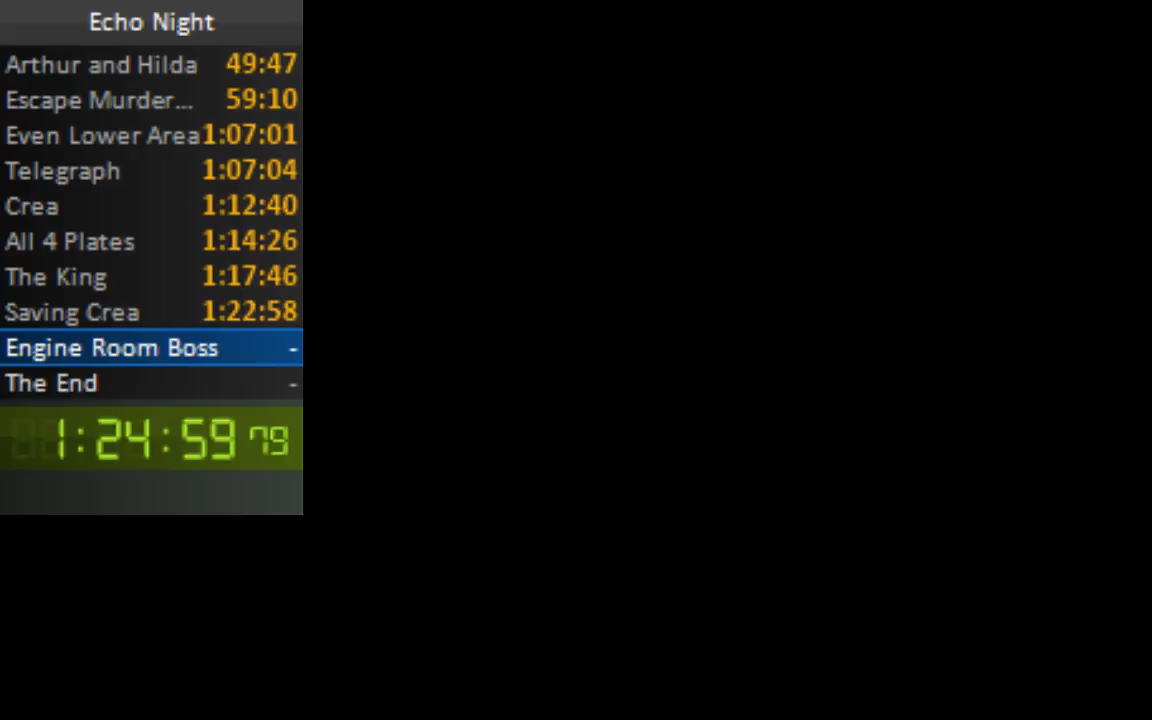 Echo Night
Arthur and Hilda 49:47
Escape Murder... 59:10
Even Lower Area 1:07:01
Telegraph 1:07:04
Crea 1:12:40
All 4 Plates 1:14:26
The King 1:17:46
Saving Crea 1:22:58
Engine Room Boss -
The End -
1:24:59 79